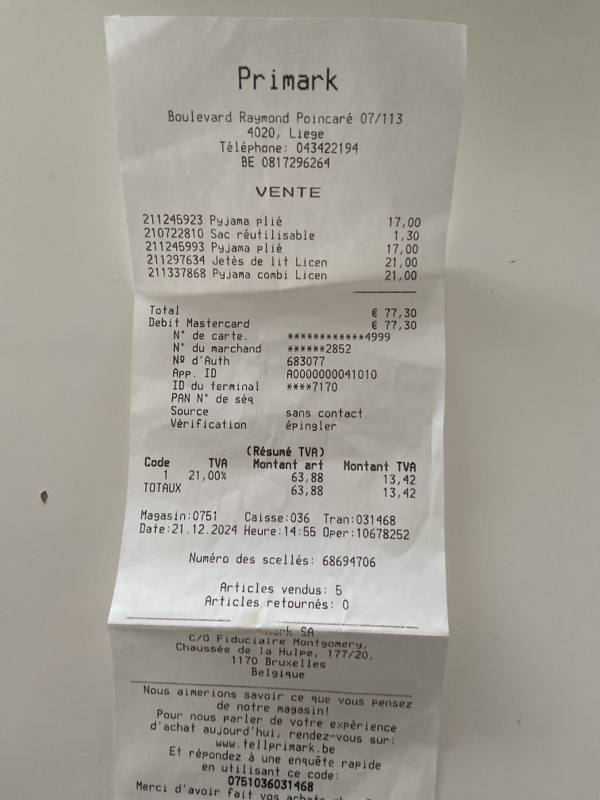 Primark
Boulevard Raymond Poincaré 07/113
4020, Liege
Téléphone: 043422194
BE 0817296264
VENTE
211245923 Pyjama plié 17,00
210722810 Sac réutilisable 1,30
211245993 Pyjama plié 17,00
211297634 Jetés de lit Licen 21,00
211337868 Pyjama combi Licen 21,00
Total € 77,30
Debit Mastercard € 77,30
N° de carte. ************4999
N° du marchand ******2852
Nº d'Auth 683077
App. ID A0000000041010
ID du terminal ****7170
PAN N° de séq
Source sans contact
Vérification épingler
(Résumé TVA)
Code TVA Montant art Montant TVA
1 21,00% 63,88 13,42
TOTAUX 63,88 13,42
Magasin:0751 Caisse:036 Tran:031468
Date:21.12.2024 Heure:14:55 Oper:10678252
Numéro des scellés: 68694706
Articles vendus: 5
Articles retournés: 0
SA
C/O Fiduciaire Montgomery,
Chaussée de la Hulpe, 177/20,
1170 Bruxelles
Belgique
Nous aimerions savoir ce que vous pensez
de notre magasin!
Pour nous parler de votre expérience
d'achat aujourd'hui, rendez-vous sur:
www.tellprimark.be
Et répondez à une enquête rapide
en utilisant ce code:
0751036031468
Merci d'avoir fait vos achats